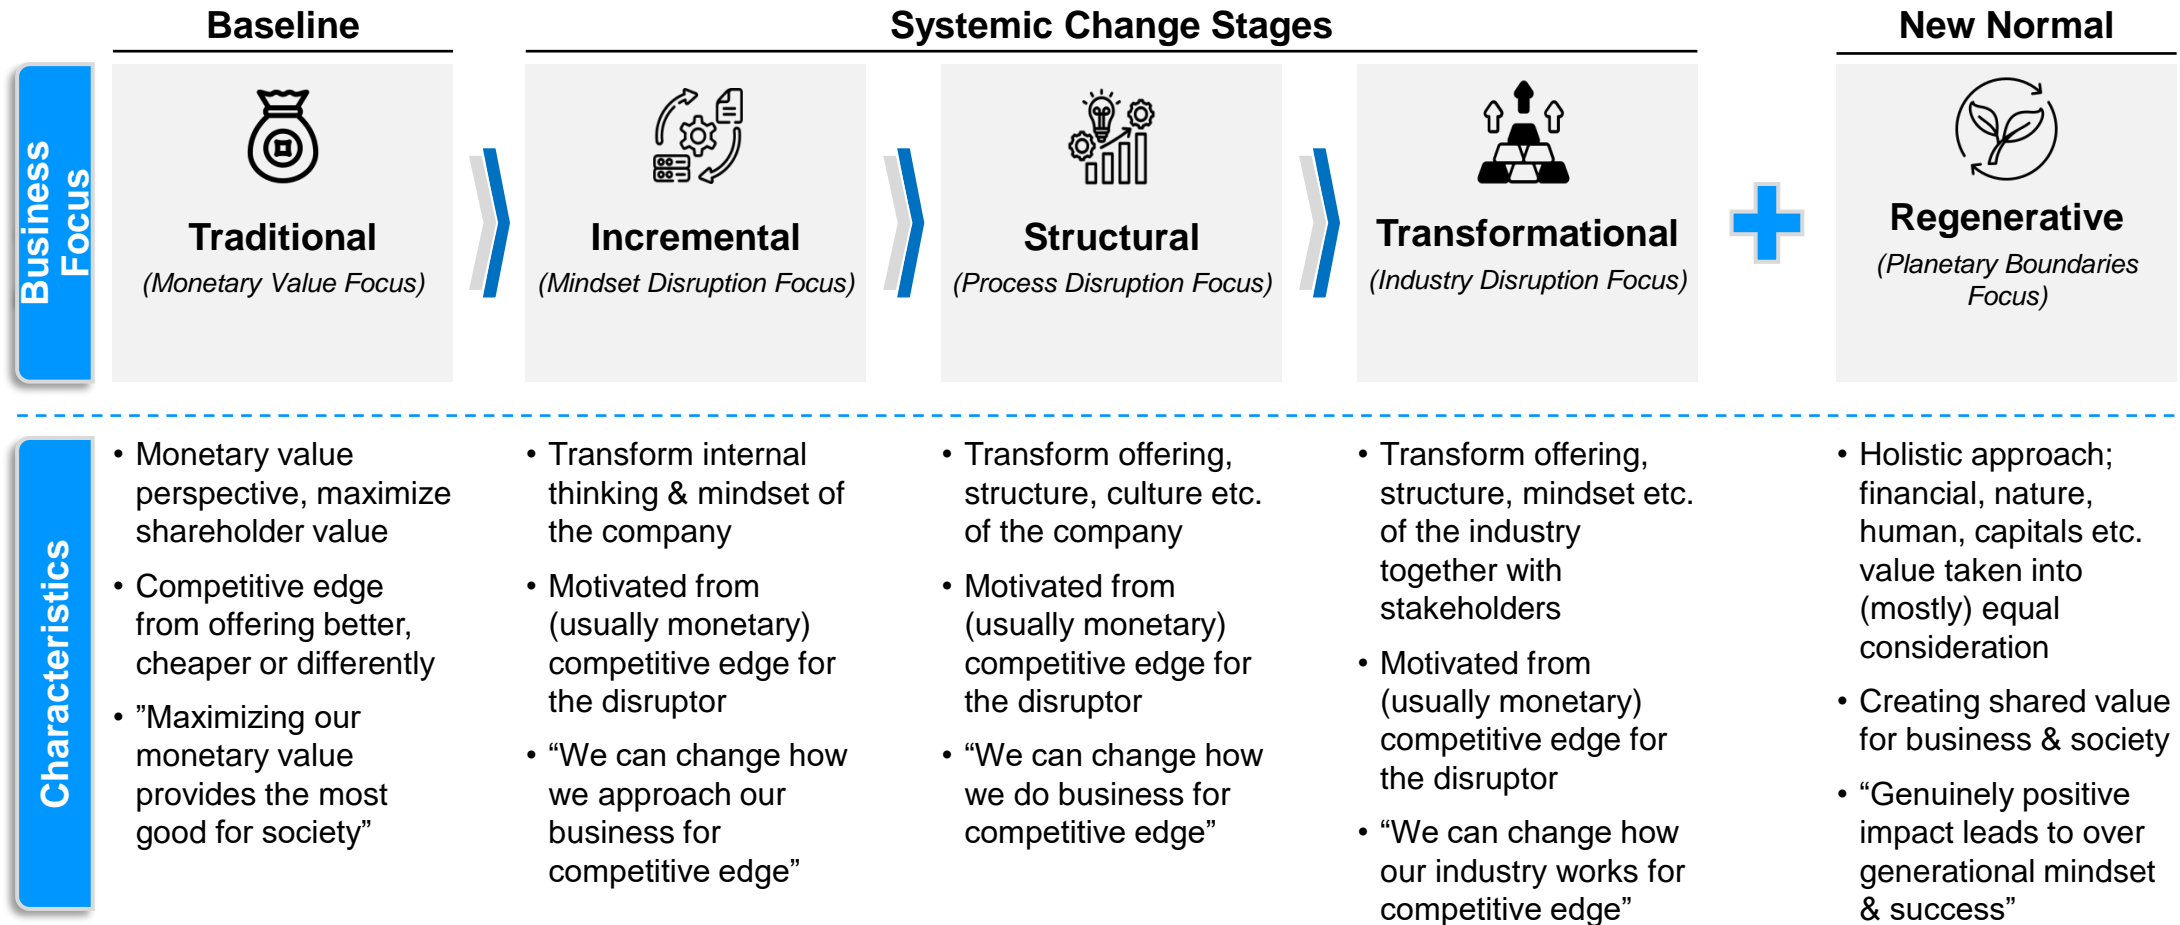 Baseline
Systemic Change Stages
New Normal
Business
Focus
Traditional
(Monetary Value Focus)
Incremental
(Mindset Disruption Focus)
Structural
(Process Disruption Focus)
Transformational
(Industry Disruption Focus)
Regenerative
(Planetary Boundaries
Focus)
Characteristics
• Monetary value
perspective, maximize
shareholder value
• Competitive edge
from offering better,
cheaper or differently
• ”Maximizing our
monetary value
provides the most
good for society”
• Transform internal
thinking & mindset of
the company
• Motivated from
(usually monetary)
competitive edge for
the disruptor
• “We can change how
we approach our
business for
competitive edge”
• Transform offering,
structure, culture etc.
of the company
• Motivated from
(usually monetary)
competitive edge for
the disruptor
• “We can change how
we do business for
competitive edge”
• Transform offering,
structure, mindset etc.
of the industry
together with
stakeholders
• Motivated from
(usually monetary)
competitive edge for
the disruptor
• “We can change how
our industry works for
competitive edge”
• Holistic approach;
financial, nature,
human, capitals etc.
value taken into
(mostly) equal
consideration
• Creating shared value
for business & society
• “Genuinely positive
impact leads to over
generational mindset
& success”